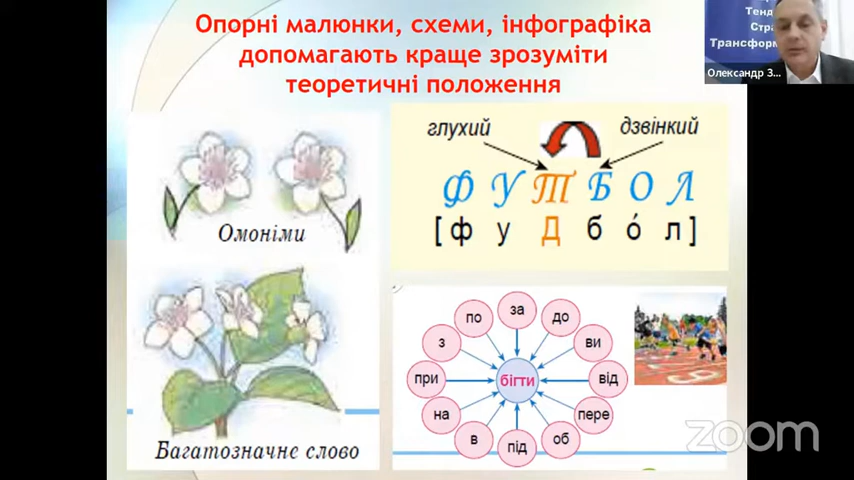 Опорні малюнки, схеми, інфографіка
допомагають краще зрозуміти
теоретичні положення
Тенд
Стра
Трансформ
Олександр З...
Омоніми
Багатозначне слово
глухий
дзвінкий
Ф У Т Б О Л
[ ф у Д б о́ л ]
за
до
ви
від
пере
об
під
в
на
при
з
по
бігти
zoom